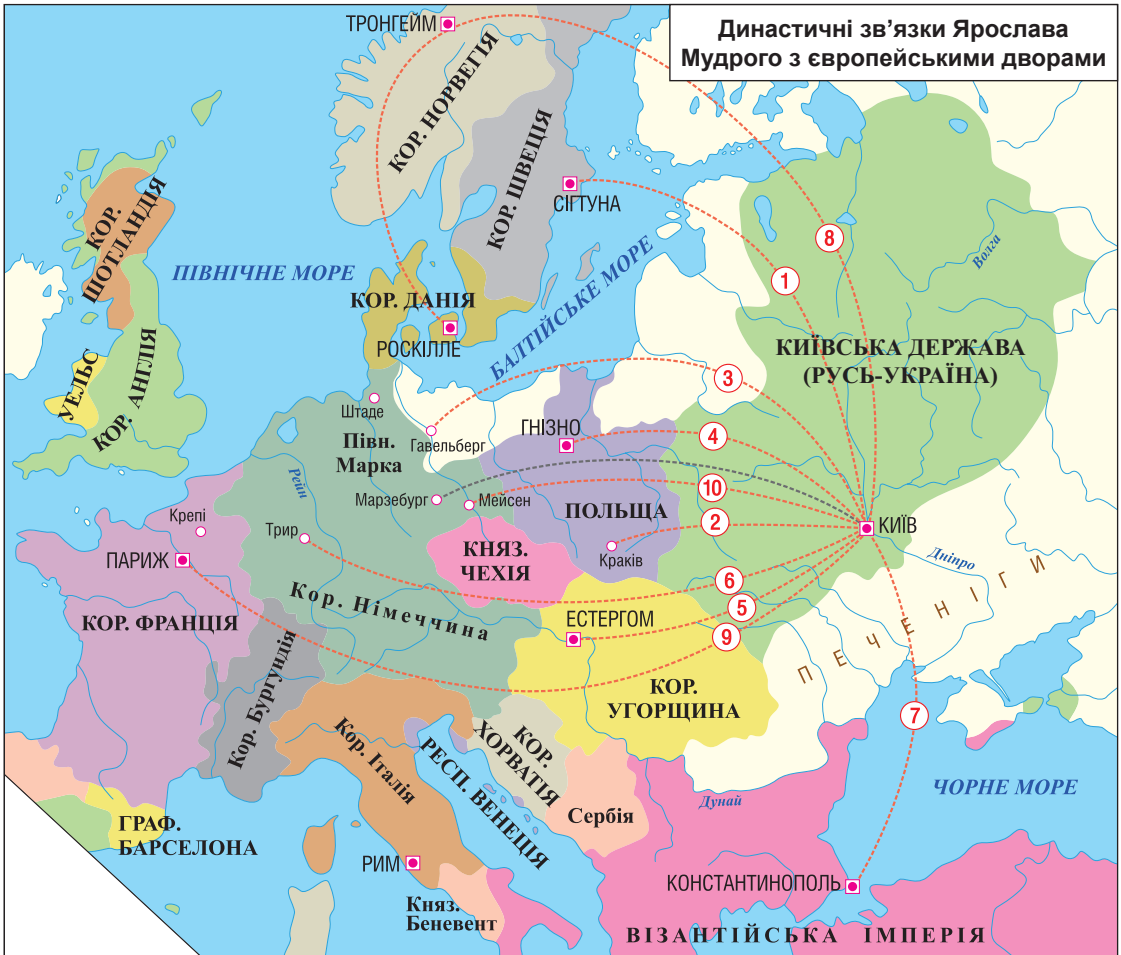 Династичні зв’язки Ярослава
Мудрого з європейськими дворами
ТРОНГЕЙМ
КОР. НОРВЕГІЯ
КОР. ШВЕЦІЯ
СІГТУНА
КОР.
ШОТЛАНДІЯ
ПІВНІЧНЕ МОРЕ
8
1
Волга
КОР. ДАНІЯ
РОСКІЛЛЕ
БАЛТІЙСЬКЕ МОРЕ
КИЇВСЬКА ДЕРЖАВА
(РУСЬ-УКРАЇНА)
УЕЛЬС
КОР. АНГЛІЯ
3
Штаде
Гавельберг
ГНІЗНО
4
Півн.
Марка
Рейн
Марзебург
Мейсен
10
ПОЛЬЩА
2
КИЇВ
Крепі
Трир
ПАРИЖ
КНЯЗ.
ЧЕХІЯ
Краків
Дніпро
6
5
9
Кор. Німеччина
ЕСТЕРГОМ
КОР. ФРАНЦІЯ
ПЕЧЕНІГИ
Кор. Бургундія
КОР.
УГОРЩИНА
7
Кор. Італія
РЕСП. ВЕНЕЦІЯ
КОР.
ХОРВАТІЯ
Сербія
Дунай
ЧОРНЕ МОРЕ
ГРАФ.
БАРСЕЛОНА
РИМ
КОНСТАНТИНОПОЛЬ
Княз.
Беневент
ВІЗАНТІЙСЬКА ІМПЕРІЯ